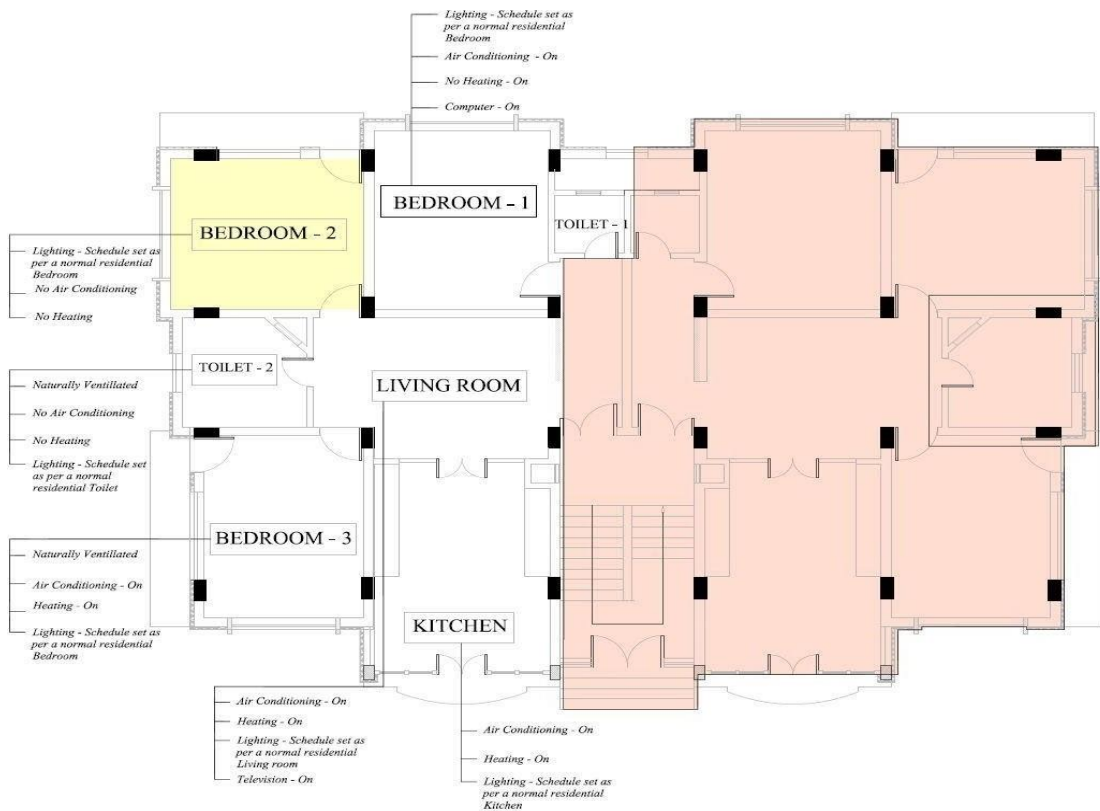 Lighting - Schedule set as
per a normal residential
Bedroom
Air Conditioning - On
No Heating - On
Computer - On
BEDROOM - 1
BEDROOM - 2
TOILET - 1
Lighting - Schedule set as
per a normal residential
Bedroom
No Air Conditioning
No Heating
TOILET - 2
LIVING ROOM
Naturally Ventillated
No Air Conditioning
No Heating
Lighting - Schedule set
as per a normal
residential Toilet
BEDROOM - 3
Naturally Ventillated
Air Conditioning - On
Heating - On
Lighting - Schedule set as
per a normal residential
Bedroom
KITCHEN
Air Conditioning - On
Heating - On
Lighting - Schedule set as
per a normal residential
Living room
Television - On
Air Conditioning - On
Heating - On
Lighting - Schedule set as
per a normal residential
Kitchen